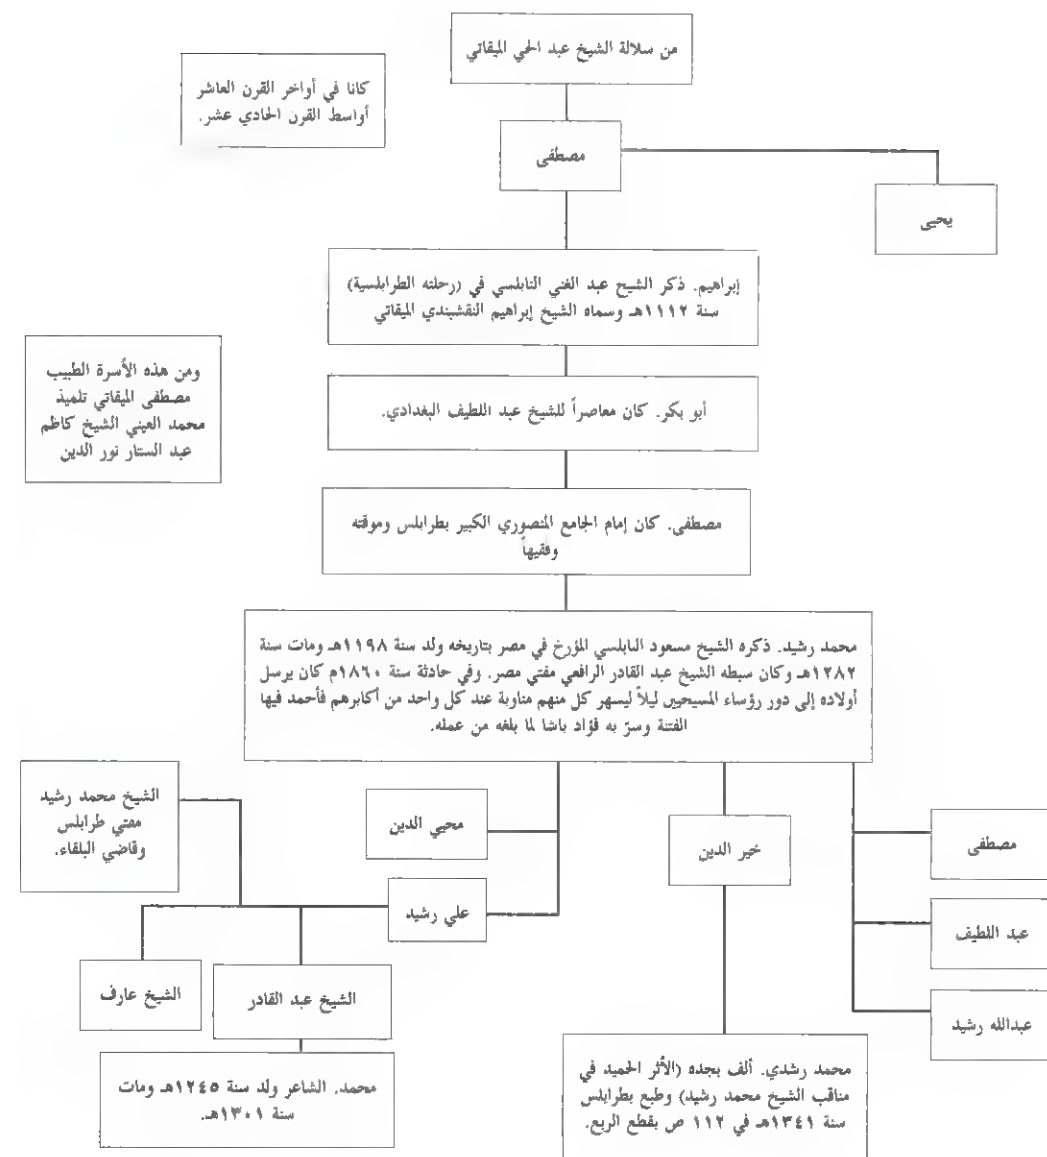 من سلالة الشيخ عبد الحي الميقاتي
كانا في أواخر القرن العاشر
أواسط القرن الحادي عشر.
مصطفى
يحيى
إبراهيم. ذكر الشيخ عبد الغني النابلسي في (رحلته الطرابلسية)
سنة ١١١٢هـ وسماه الشيخ إبراهيم النقشبندي الميقاتي
ومن هذه الأسرة الطبيب
مصطفى الميقاتي تلميذ
محمد العيني الشيخ كاظم
عبد الستار نور الدين
أبو بكر. كان معاصراً للشيخ عبد اللطيف البغدادي.
مصطفى. كان إمام الجامع المنصوري الكبير بطرابلس وموقته
وفقيهاً
محمد رشيد. ذكره الشيخ مسعود النابلسي المؤرخ في مصر بتاريخه ولد سنة ١١٩٨هـ ومات سنة
١٢٨٢هـ وكان سبطه الشيخ عبد القادر الرافعي مفتي مصر. وفي حادثة سنة ١٨٦٠م كان يرسل
أولاده إلى دور رؤساء المسيحيين ليلاً ليسهر كل منهم مناوبة عند كل واحد من أكابرهم فأحمد فيها
الفتنة وسرّ به فؤاد باشا لما بلغه من عمله.
الشيخ محمد رشيد
مفتي طرابلس
وقاضي البلقاء.
محيي الدين
خير الدين
مصطفى
علي رشيد
عبد اللطيف
الشيخ عارف
الشيخ عبد القادر
عبدالله رشيد
محمد. الشاعر ولد سنة ١٢٤٥هـ ومات
سنة ١٣٠١هـ.
محمد رشدي. ألف بجده (الأثر الحميد في
مناقب الشيخ محمد رشيد) وطبع بطرابلس
سنة ١٣٤١هـ في ١١٢ ص بقطع الربع.